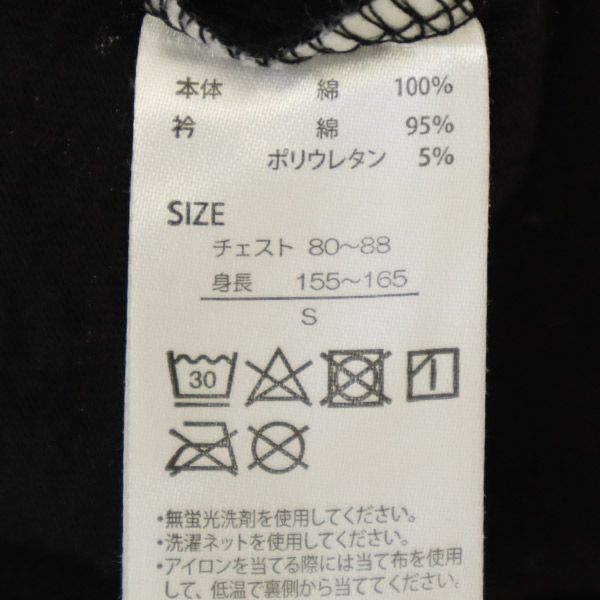 本体 綿 100%
衿 綿 95%
ポリウレタン 5%
SIZE
チェスト 80〜88
身長 155〜165
S
30
・無蛍光洗剤を使用してください。
・洗濯ネットを使用してください。
・アイロンを当てる際には当て布を使用
して、低温で裏側から当ててください。